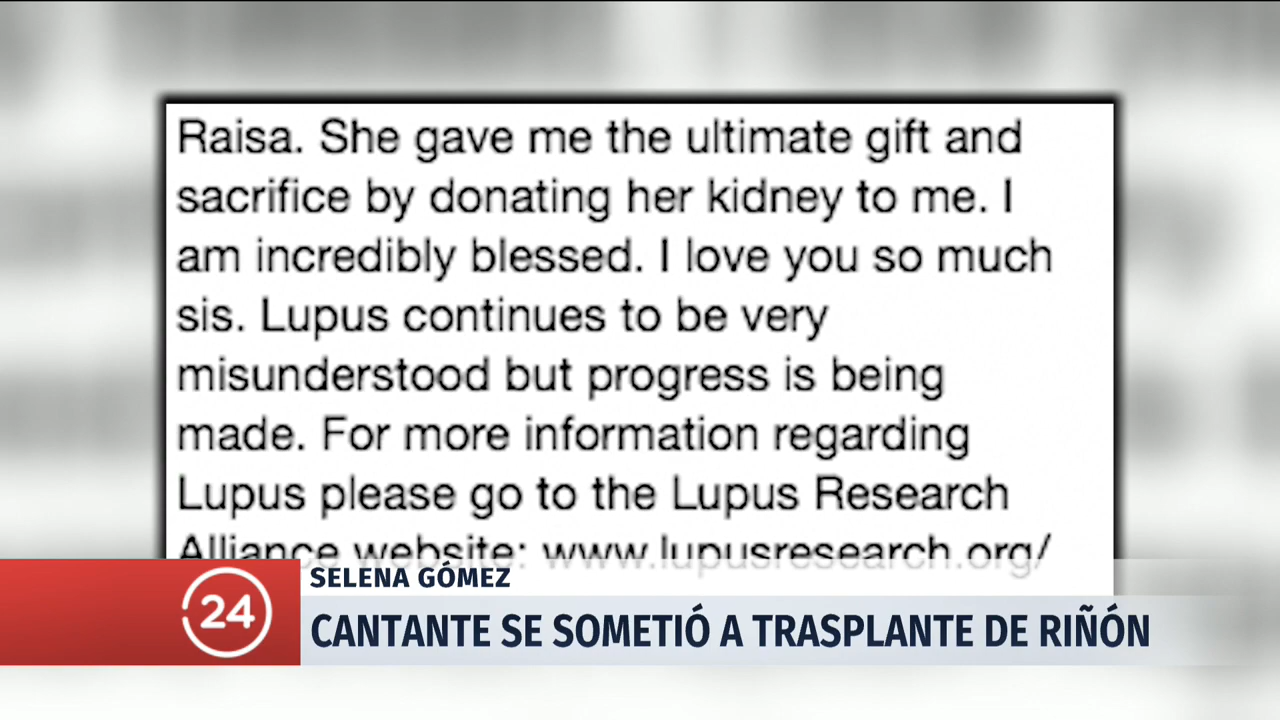 Raisa. She gave me the ultimate gift and
sacrifice by donating her kidney to me. I
am incredibly blessed. I love you so much
sis. Lupus continues to be very
misunderstood but progress is being
made. For more information regarding
Lupus please go to the Lupus Research
Alliance website: www.lupusresearch.org/
24
SELENA GÓMEZ
CANTANTE SE SOMETIÓ A TRASPLANTE DE RIÑÓN